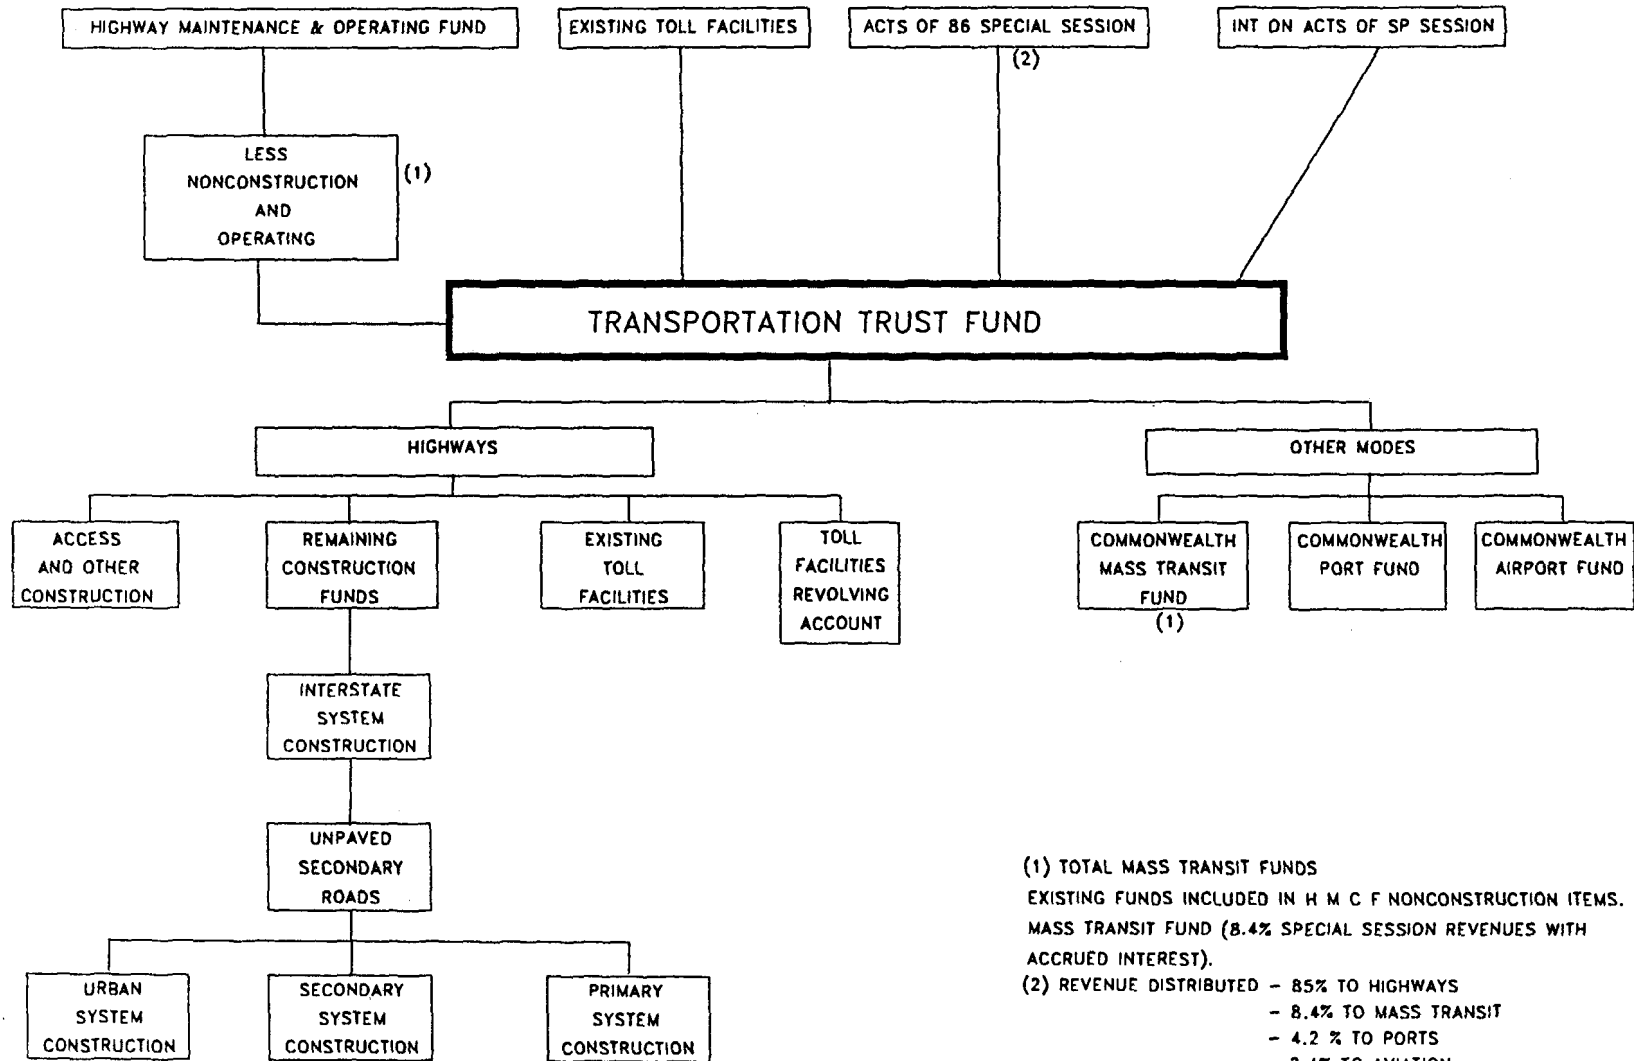 HIGHWAY MAINTENANCE & OPERATING FUND
EXISTING TOLL FACILITIES
ACTS OF 86 SPECIAL SESSION
(2)
INT ON ACTS OF SP SESSION
LESS
NONCONSTRUCTION
AND
OPERATING
(1)
TRANSPORTATION TRUST FUND
HIGHWAYS
OTHER MODES
ACCESS
AND OTHER
CONSTRUCTION
REMAINING
CONSTRUCTION
FUNDS
EXISTING
TOLL
FACILITIES
TOLL
FACILITIES
REVOLVING
ACCOUNT
COMMONWEALTH
MASS TRANSIT
FUND
(1)
COMMONWEALTH
PORT FUND
COMMONWEALTH
AIRPORT FUND
INTERSTATE
SYSTEM
CONSTRUCTION
UNPAVED
SECONDARY
ROADS
URBAN
SYSTEM
CONSTRUCTION
SECONDARY
SYSTEM
CONSTRUCTION
PRIMARY
SYSTEM
CONSTRUCTION
(1) TOTAL MASS TRANSIT FUNDS
EXISTING FUNDS INCLUDED IN H M C F NONCONSTRUCTION ITEMS.
MASS TRANSIT FUND (8.4% SPECIAL SESSION REVENUES WITH
ACCRUED INTEREST).
(2) REVENUE DISTRIBUTED - 85% TO HIGHWAYS
- 8.4% TO MASS TRANSIT
- 4.2 % TO PORTS
TO AVIATION